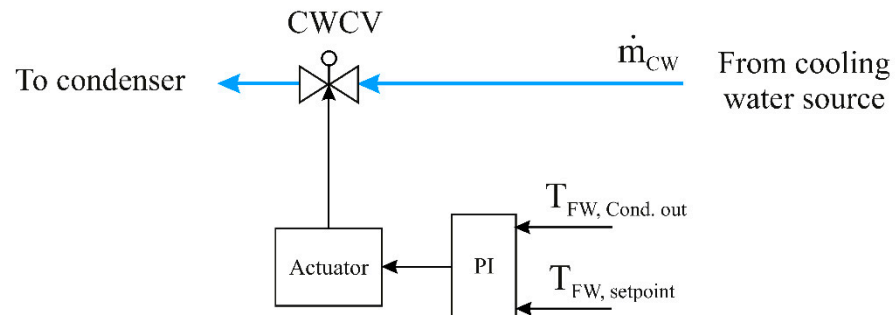 CWCV
ṁCW
To condenser
From cooling
water source
TFW, Cond. out
Actuator
PI
TFW, setpoint